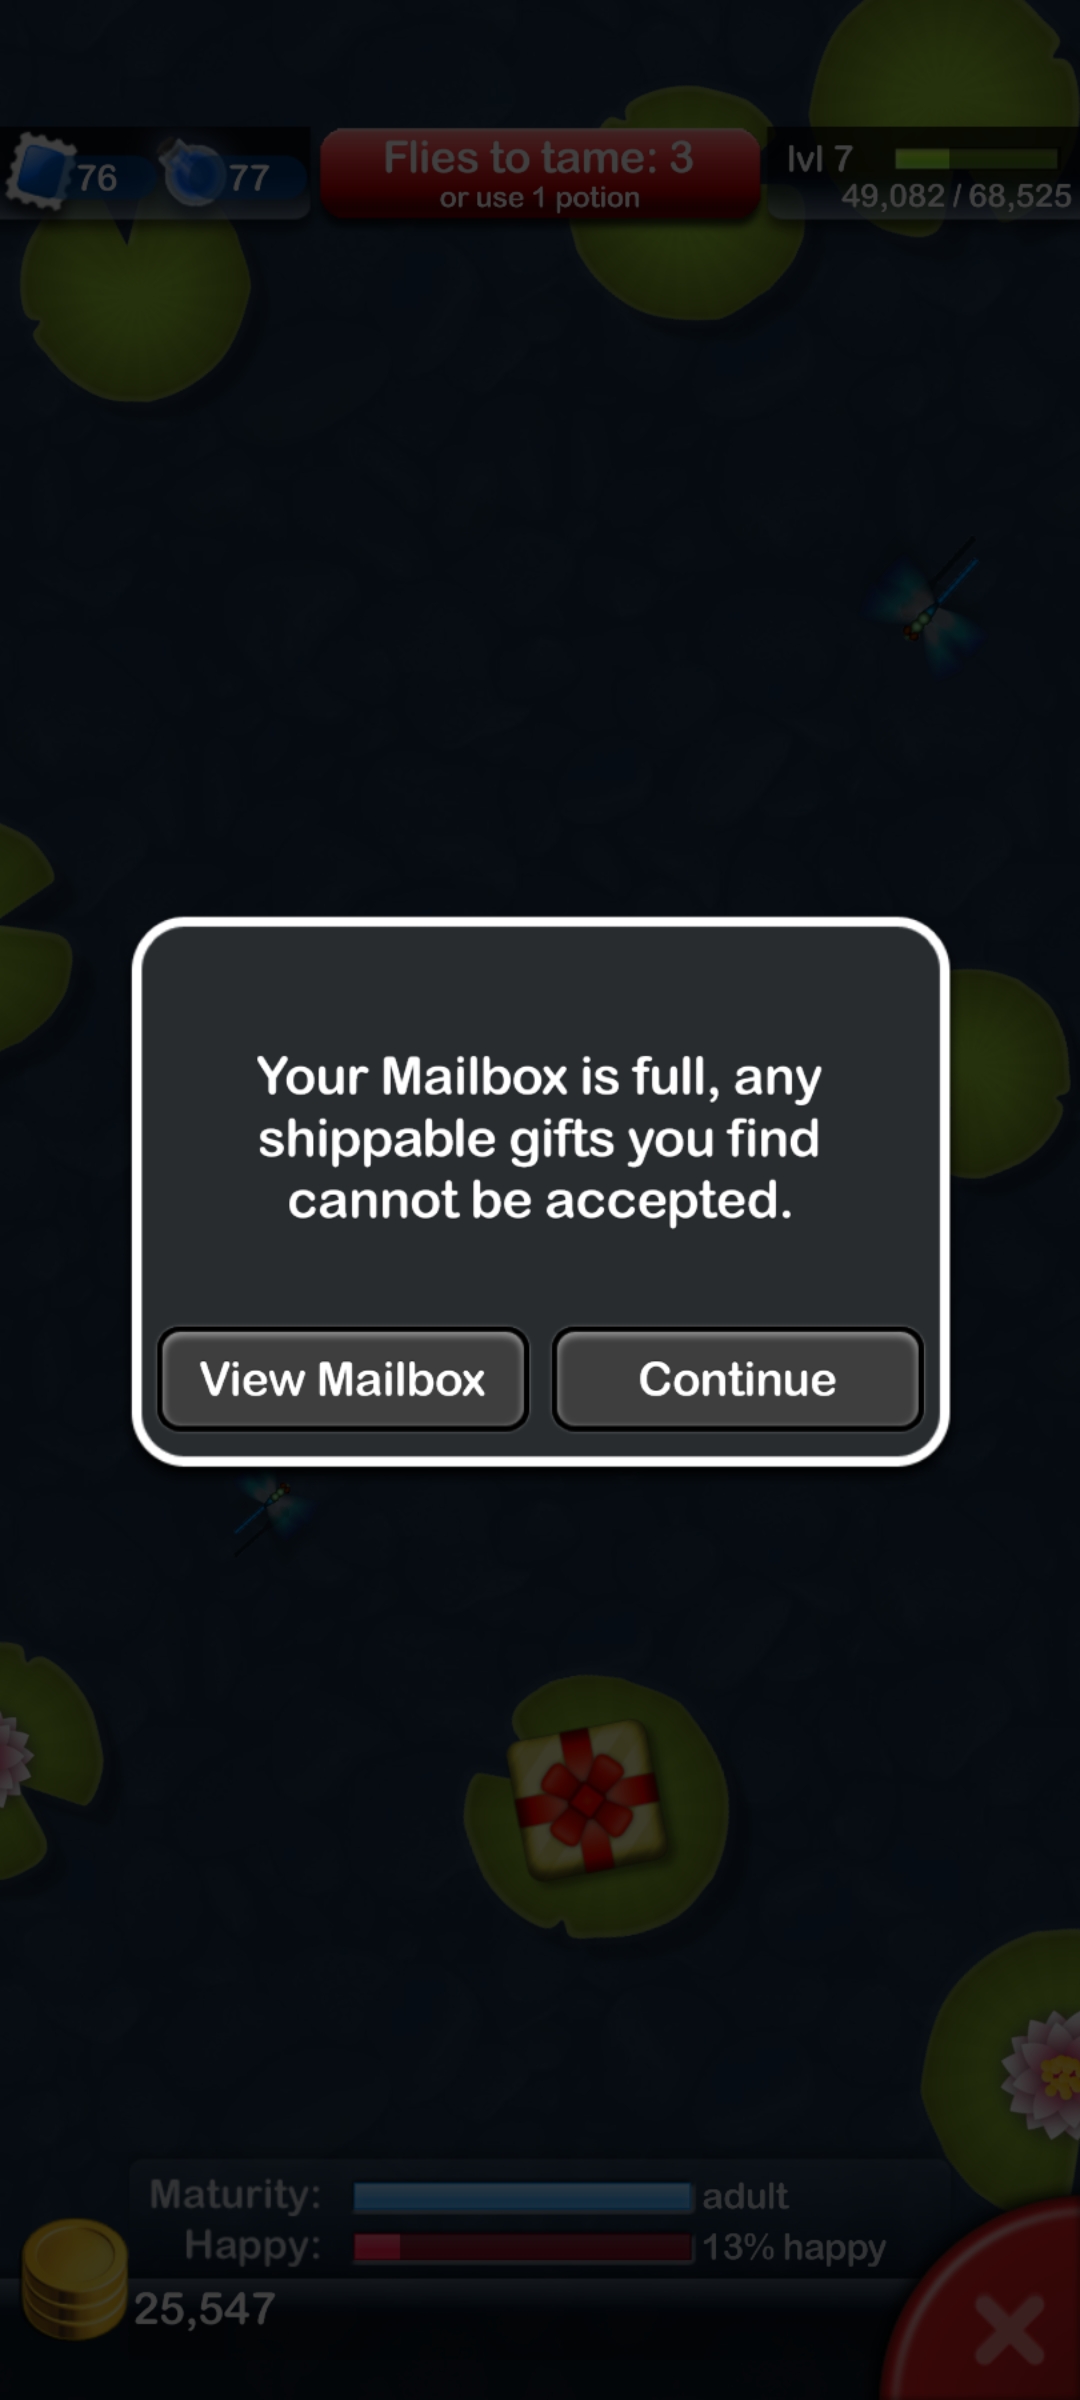 76
77
Flies to tame: 3
or use 1 potion
lvl 7
49,082 / 68,525
Your Mailbox is full, any
shippable gifts you find
cannot be accepted.
View Mailbox
Continue
Maturity:
adult
Happy:
13% happy
25,547